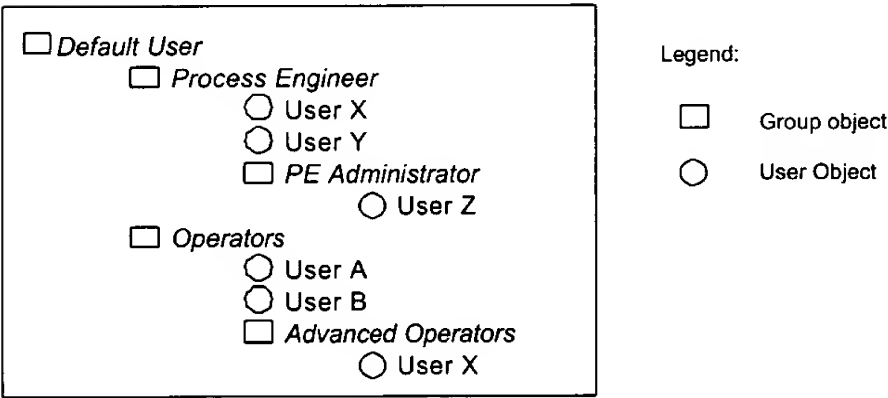 Default User
Process Engineer
User X
User Y
PE Administrator
User Z
Operators
User A
User B
Advanced Operators
User X
Legend:
Group object
User Object